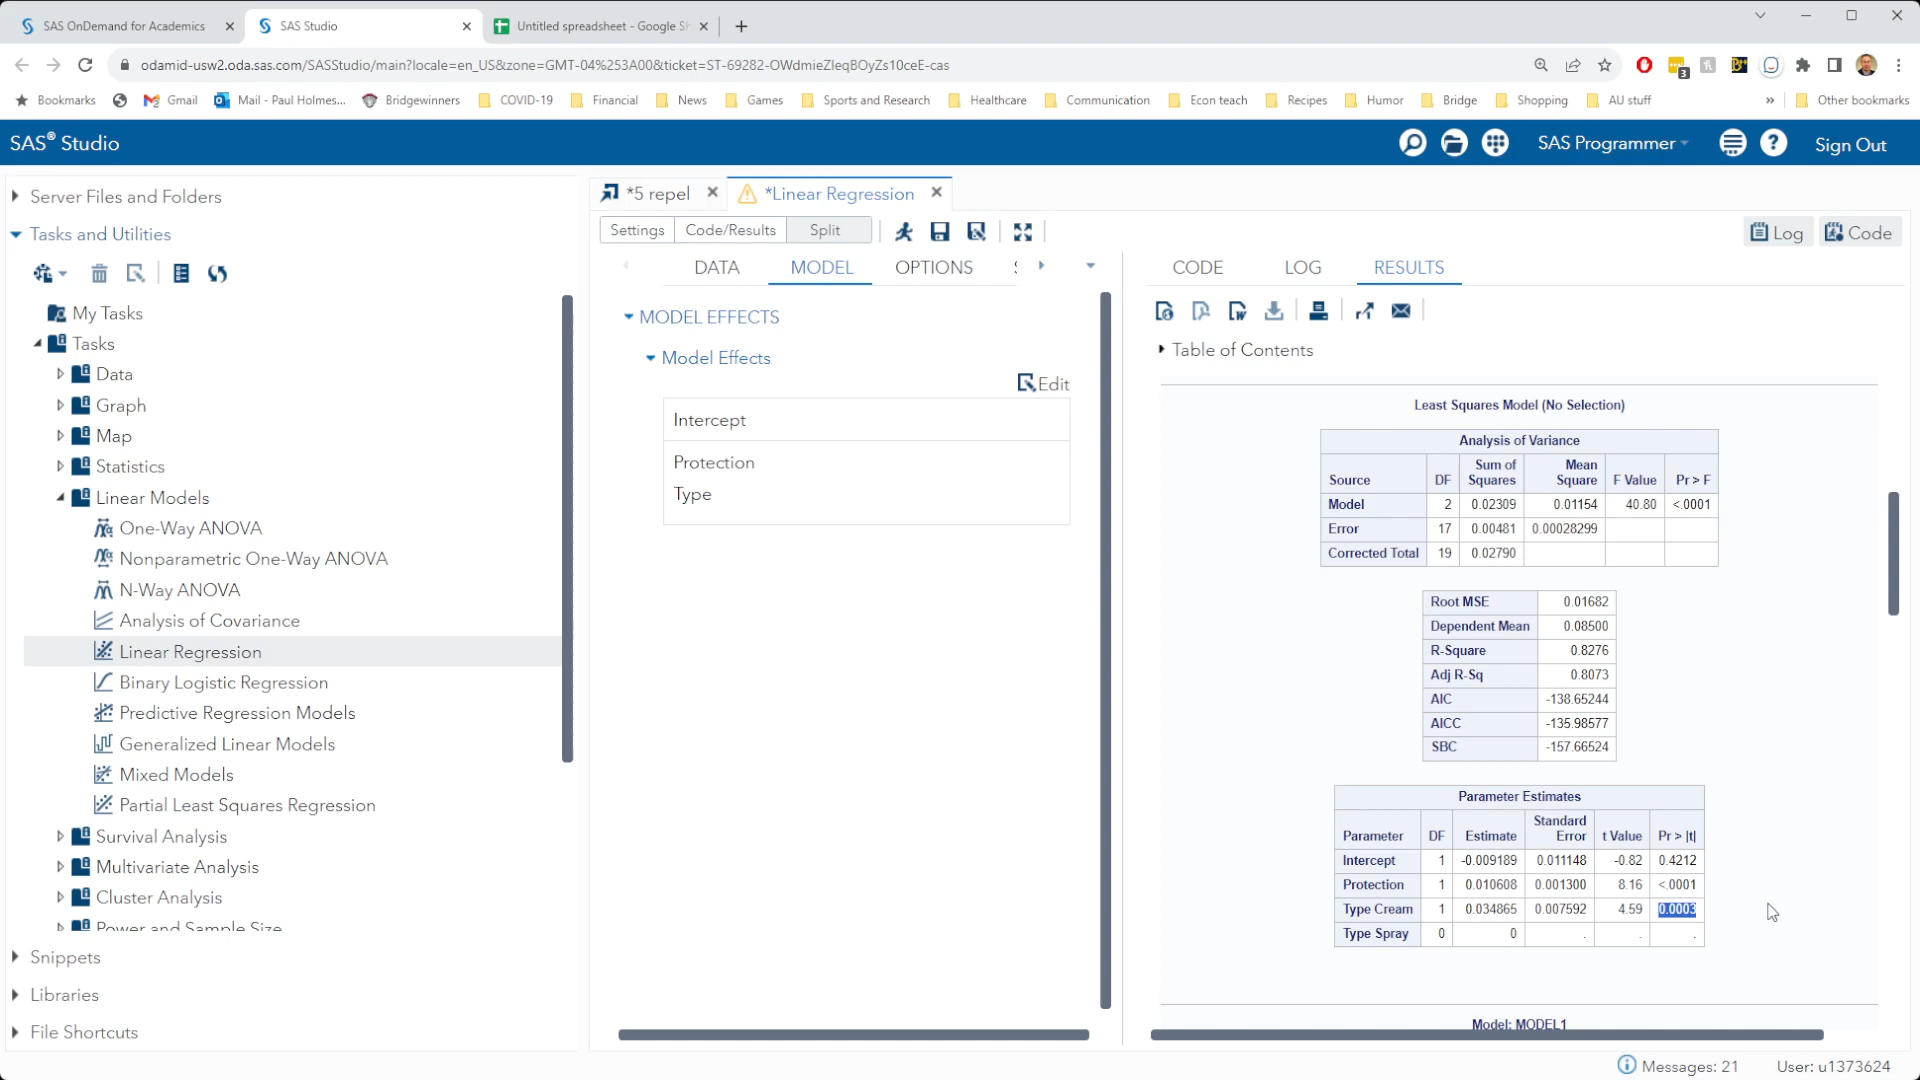 SAS OnDemand for Academics
SAS Studio
Untitled spreadsheet - Google Sh
odamid-usw2.oda.sas.com/SASStudio/main?locale=en_US&zone=GMT-04%253A00&ticket=ST-69282-OWdmieZleqBOyZs10ceE-cas
3
Bookmarks
Gmail
Mail - Paul Holmes...
Bridgewinners
COVID-19
Financial
News
Games
Sports and Research
Healthcare
Communication
Econ teach
Recipes
Humor
Bridge
Shopping
AU stuff
»
Other bookmarks
SAS® Studio
SAS Programmer
Sign Out
Server Files and Folders
Tasks and Utilities
My Tasks
Tasks
Data
Graph
Map
Statistics
Linear Models
One-Way ANOVA
Nonparametric One-Way ANOVA
N-Way ANOVA
Analysis of Covariance
Linear Regression
Binary Logistic Regression
Predictive Regression Models
Generalized Linear Models
Mixed Models
Partial Least Squares Regression
Survival Analysis
Multivariate Analysis
Cluster Analysis
Power and Sample Size
Snippets
Libraries
File Shortcuts
*5 repel
*Linear Regression
Settings Code/Results Split
Log
Code
DATA MODEL OPTIONS
MODEL EFFECTS
Model Effects
Edit
Intercept
Protection
Type
CODE LOG RESULTS
Table of Contents
Least Squares Model (No Selection)
Analysis of Variance
Source DF Sum of Squares Mean Square F Value Pr > F
Model 2 0.02309 0.01154 40.80 <.0001
Error 17 0.00481 0.00028299
Corrected Total 19 0.02790
Root MSE 0.01682
Dependent Mean 0.08500
R-Square 0.8276
Adj R-Sq 0.8073
AIC -138.65244
AICC -135.98577
SBC -157.66524
Parameter Estimates
Parameter DF Estimate Standard Error t Value Pr > |t|
Intercept 1 -0.009189 0.011148 -0.82 0.4212
Protection 1 0.010608 0.001300 8.16 <.0001
Type Cream 1 0.034865 0.007592 4.59 0.0003
Type Spray 0 0 . . .
Model: MODEL1
Messages: 21
User: u1373624